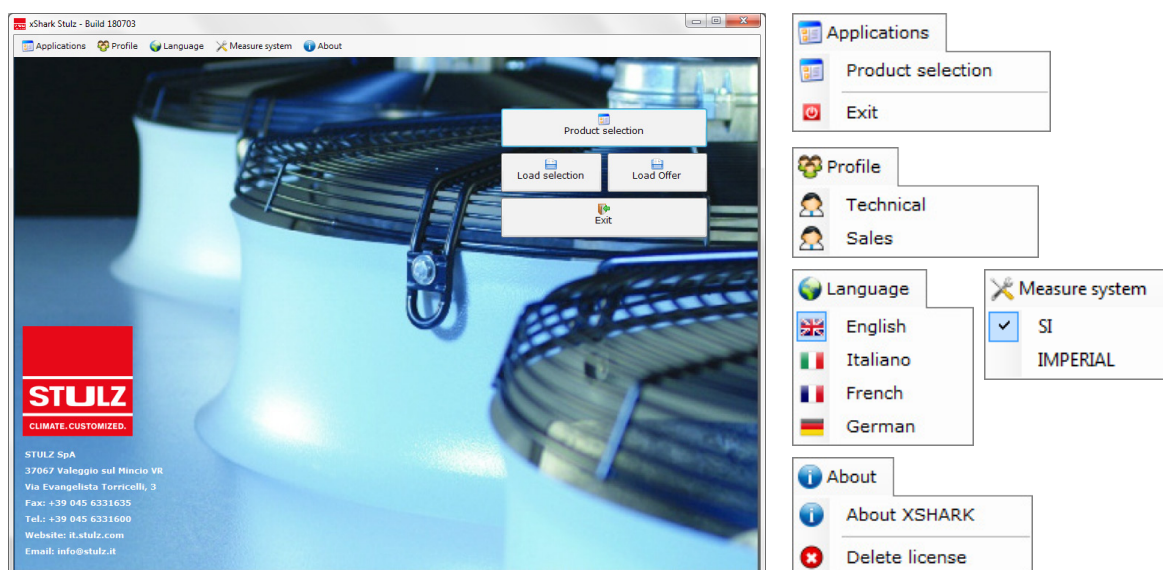 xShark Stulz - Build 180703
Applications Profile Language Measure system About
Product selection
Load selection Load Offer
Exit
STULZ
CLIMATE. CUSTOMIZED.
STULZ SpA
37067 Valeggio sul Mincio VR
Via Evangelista Torricelli, 3
Fax: +39 045 6331635
Tel.: +39 045 6331600
Website: it.stulz.com
Email: info@stulz.it
Applications
Product selection
Exit
Profile
Technical
Sales
Language
English
Italiano
French
German
Measure system
SI
IMPERIAL
About
About XSHARK
Delete license